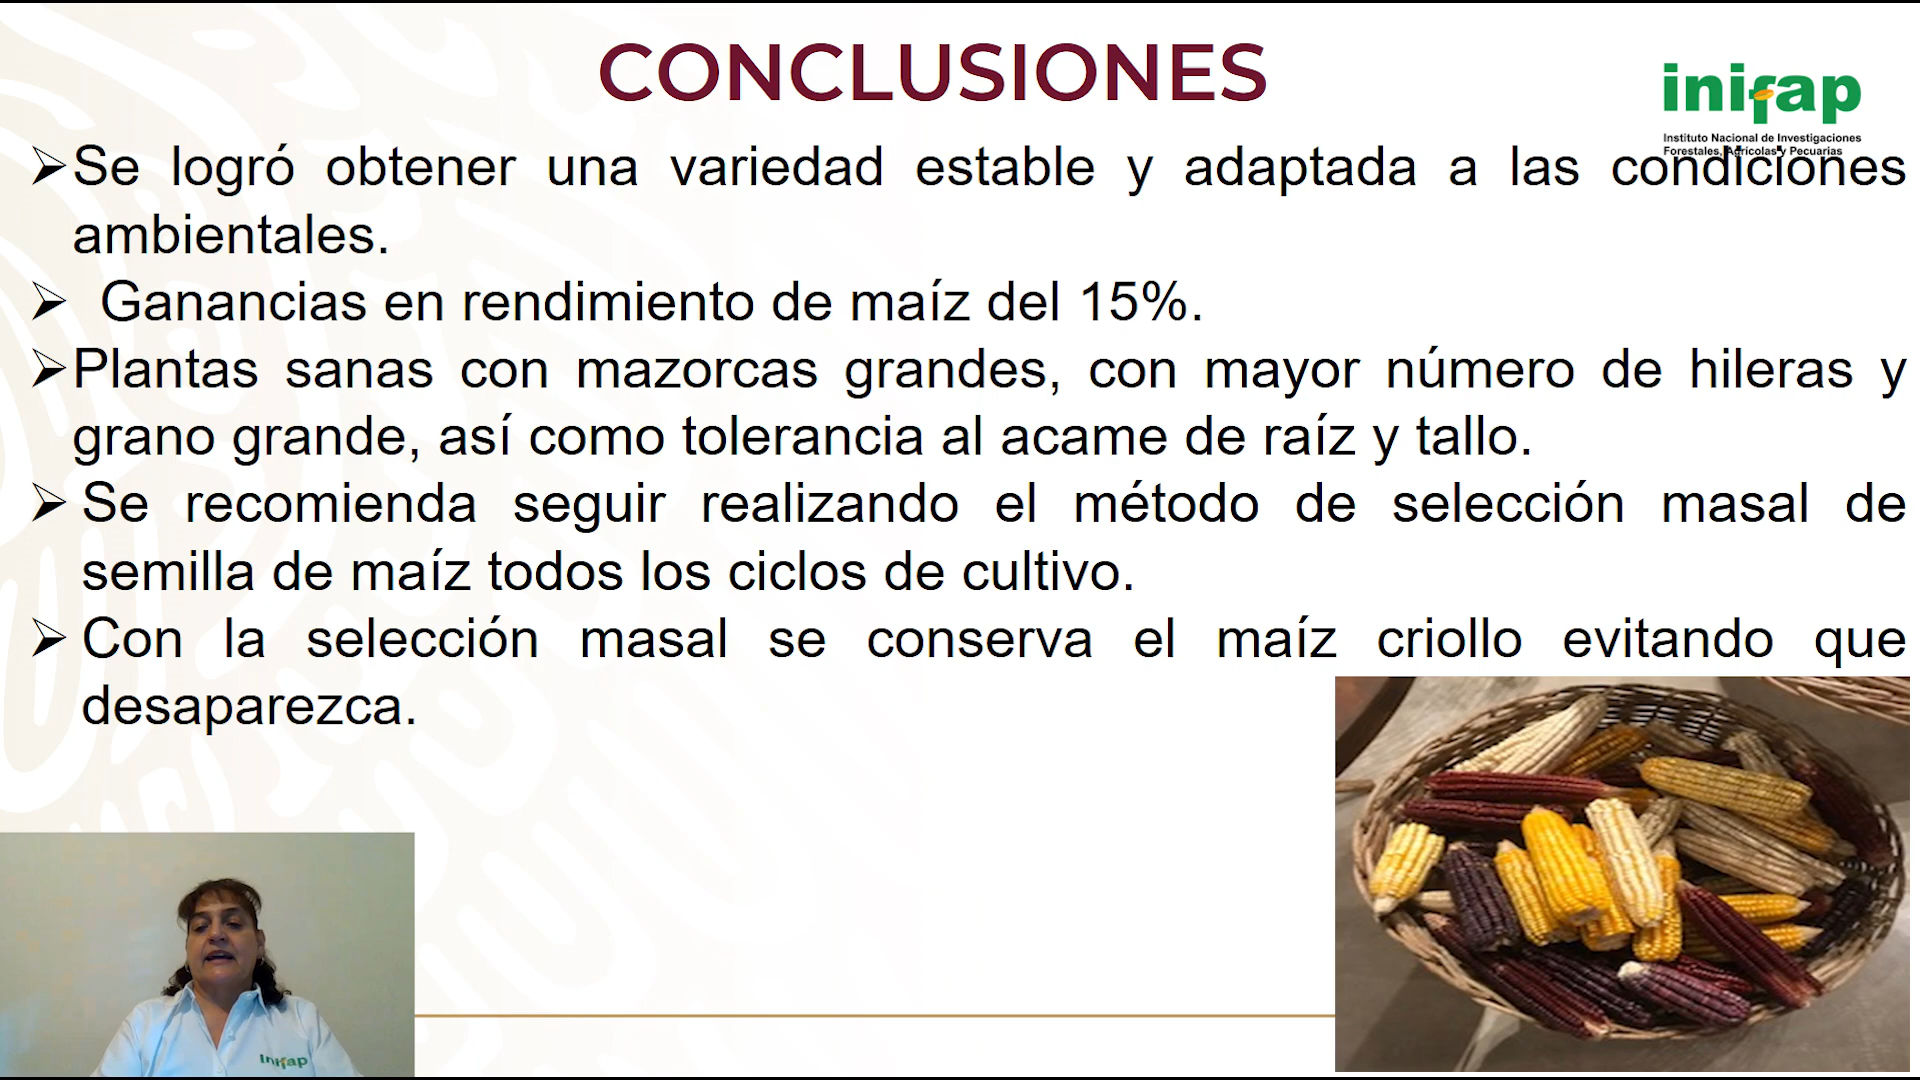 CONCLUSIONES
inifap
Instituto Nacional de Investigaciones
Forestales, Agrícolas y Pecuarias
➢Se logró obtener una variedad estable y adaptada a las condiciones
ambientales.
➢ Ganancias en rendimiento de maíz del 15%.
➢Plantas sanas con mazorcas grandes, con mayor número de hileras y
grano grande, así como tolerancia al acame de raíz y tallo.
➢Se recomienda seguir realizando el método de selección masal de
semilla de maíz todos los ciclos de cultivo.
➢Con la selección masal se conserva el maíz criollo evitando que
desaparezca.
inifap